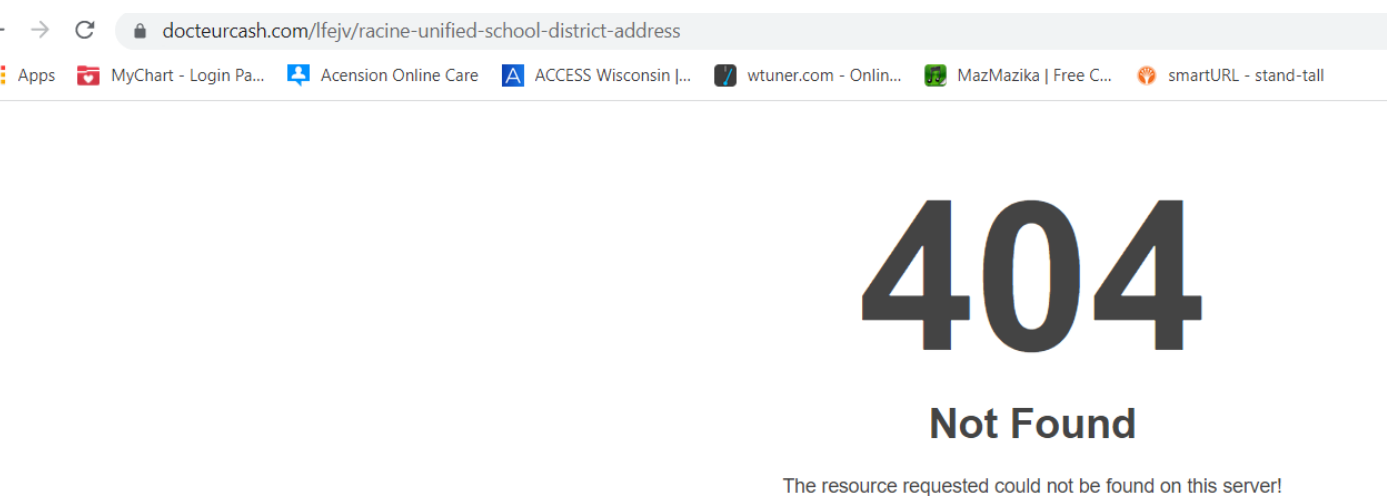 docteurcash.com/lfejv/racine-unified-school-district-address
Apps MyChart - Login Pa... Acension Online Care ACCESS Wisconsin |... wtuner.com - Onlin... MazMazika | Free C... smartURL - stand-tall
404
Not Found
The resource requested could not be found on this server!